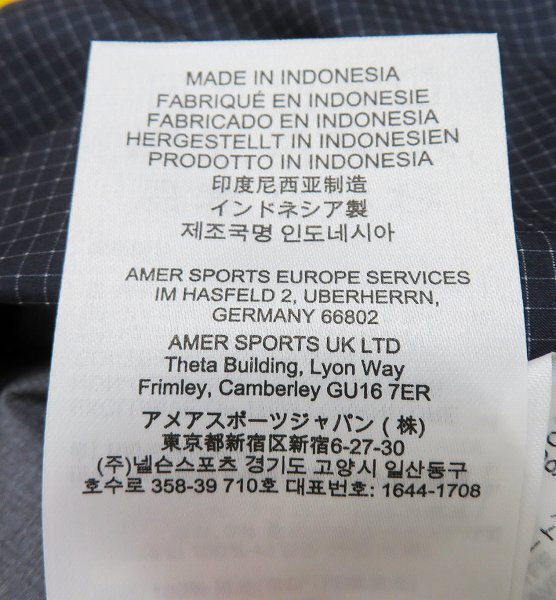 MADE IN INDONESIA
FABRIQUÉ EN INDONESIE
FABRICADO EN INDONESIA
HERGESTELLT IN INDONESIEN
PRODOTTO IN INDONESIA
印度尼西亚制造
インドネシア製
제조국명 인도네시아
AMER SPORTS EUROPE SERVICES
IM HASFELD 2, UBERHERRN,
GERMANY 66802
AMER SPORTS UK LTD
Theta Building, Lyon Way
Frimley, Camberley GU16 7ER
アメアスポーツジャパン (株)
東京都新宿区新宿6-27-30
(주)넬슨스포츠 경기도 고양시 일산동구
호수로 358-39 710호 대표번호: 1644-1708